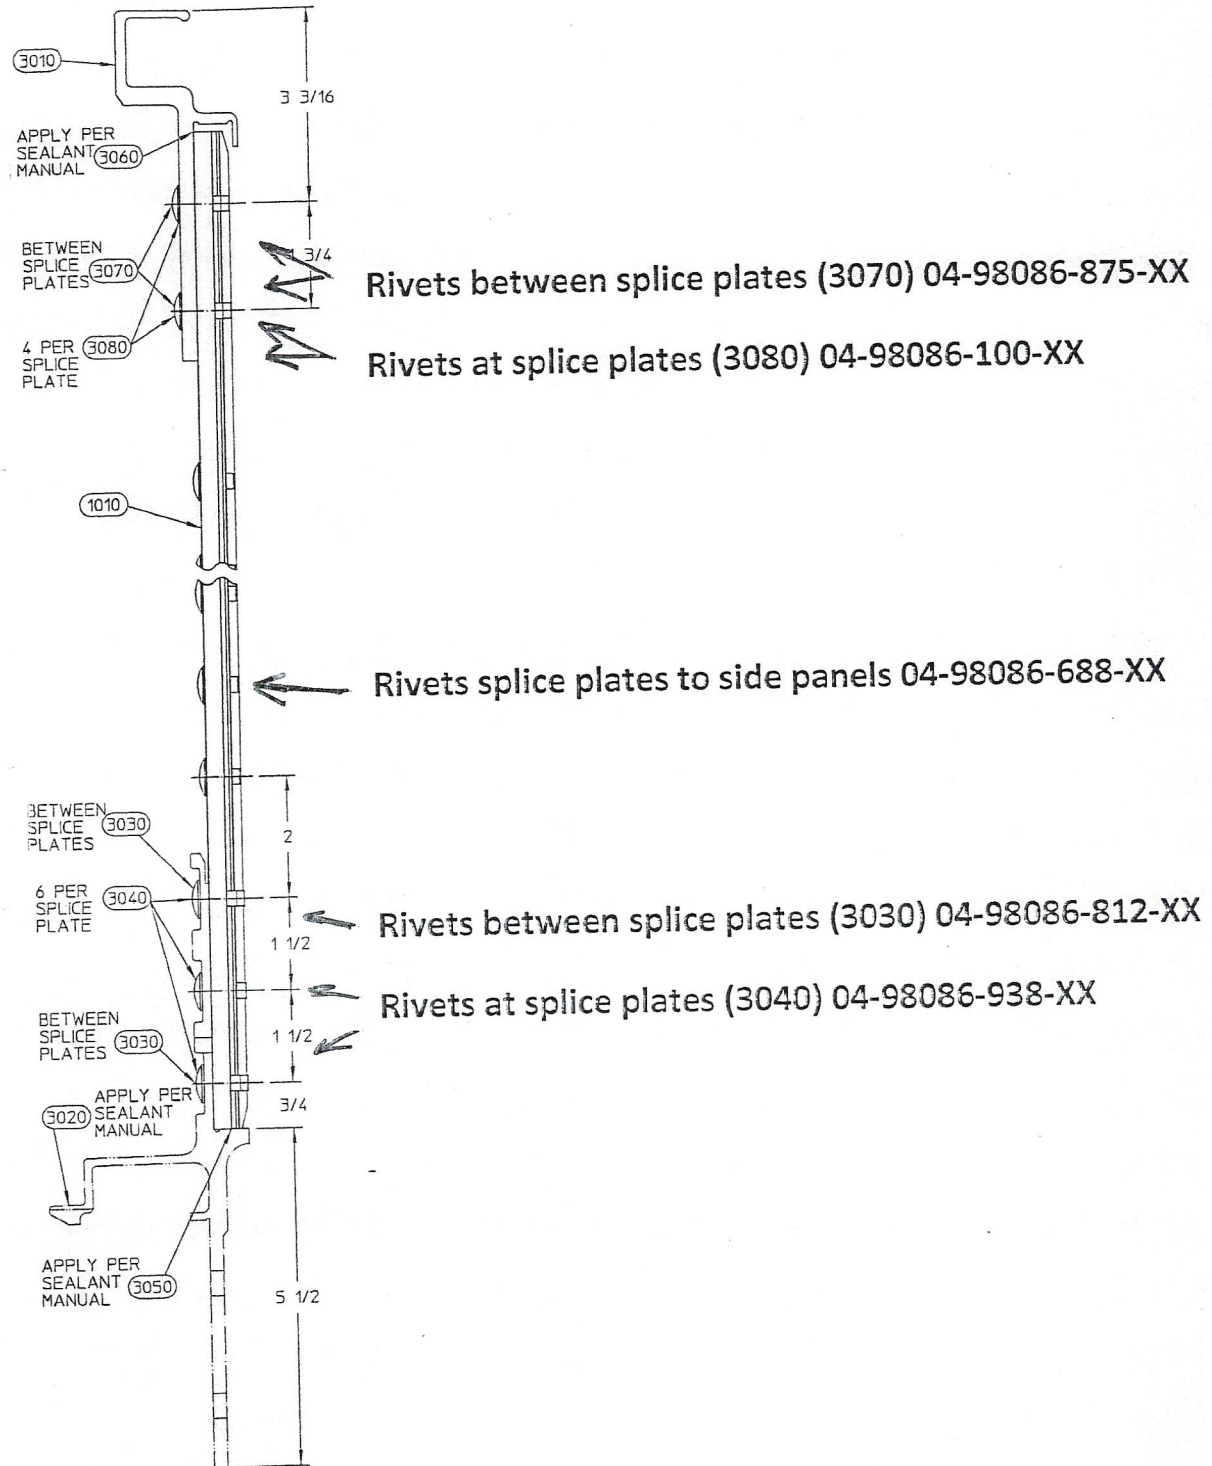 3010
3 3/16
APPLY PER
SEALANT 3060
MANUAL
BETWEEN
SPLICE 3070
PLATES
3/4
Rivets between splice plates (3070) 04-98086-875-XX
4 PER 3080
SPLICE
PLATE
Rivets at splice plates (3080) 04-98086-100-XX
1010
Rivets splice plates to side panels 04-98086-688-XX
BETWEEN
SPLICE 3030
PLATES
2
6 PER 3040
SPLICE
PLATE
Rivets between splice plates (3030) 04-98086-812-XX
1 1/2
Rivets at splice plates (3040) 04-98086-938-XX
BETWEEN
SPLICE 3030
PLATES
1 1/2
APPLY PER
3020 SEALANT
MANUAL
3/4
APPLY PER
SEALANT 3050
MANUAL
5 1/2